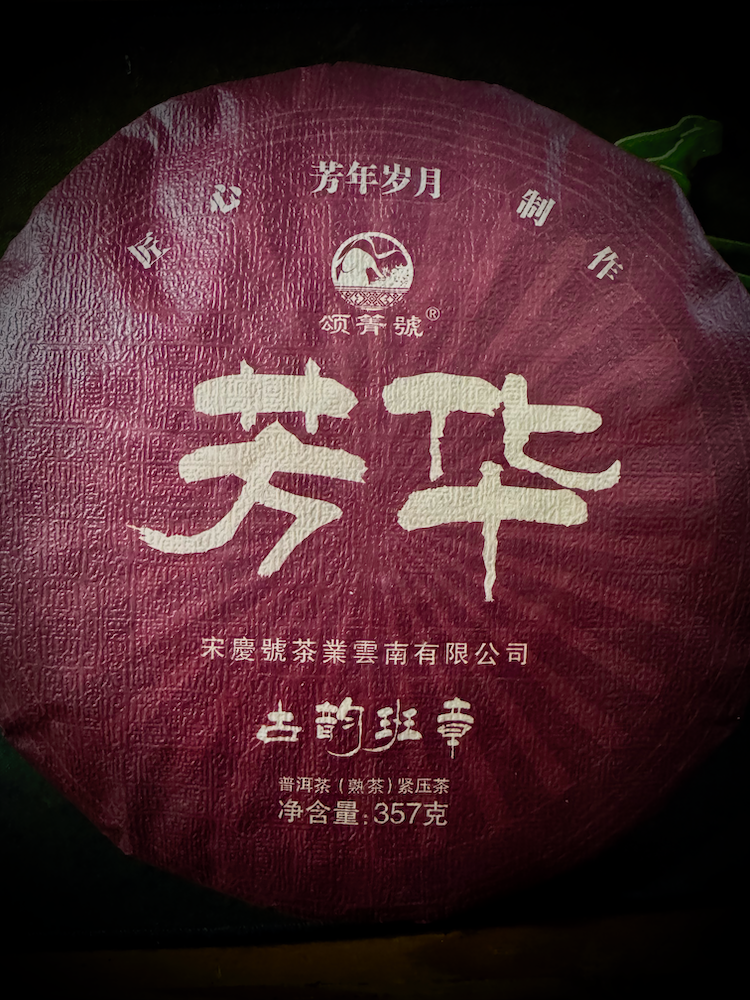 匠心 芳年岁月 制作
颂箐號®
芳华
宋慶號茶業雲南有限公司
古韵班章
普洱茶(熟茶)紧压茶
净含量:357克